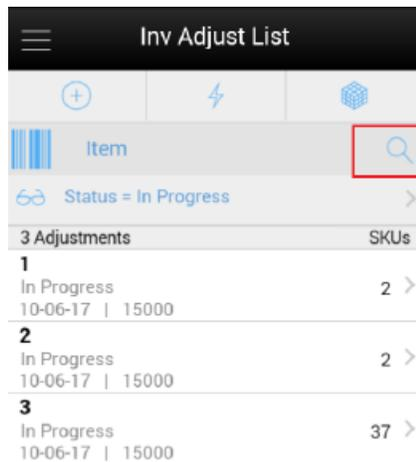 Inv Adjust List
Item
Status = In Progress
3 Adjustments SKUs
1
In Progress 2
10-06-17 | 15000
2
In Progress 2
10-06-17 | 15000
3
In Progress 37
10-06-17 | 15000